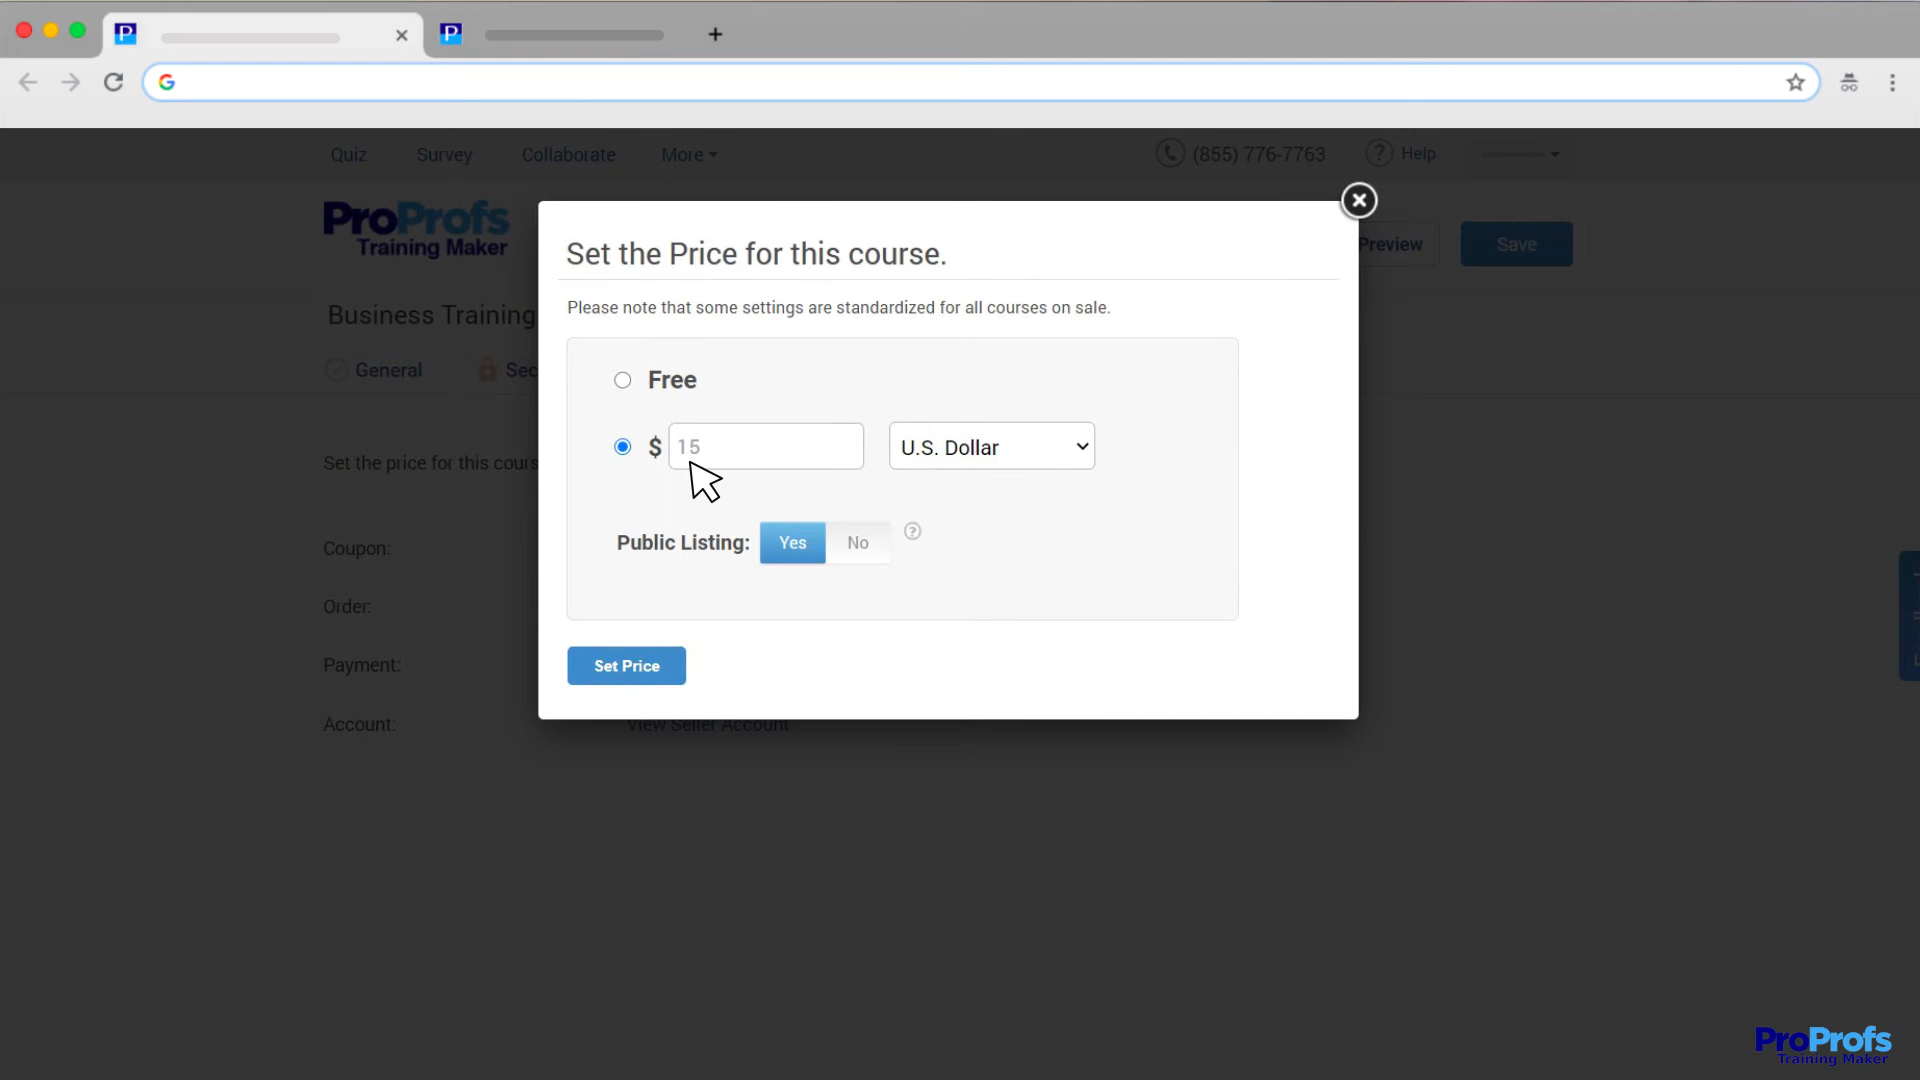 Quiz Survey Collaborate More (855) 776-7763 Help
ProProfs
Training Maker
Preview Save
Set the Price for this course.
Please note that some settings are standardized for all courses on sale.
Business Training
General
Free
$ 15 U.S. Dollar
Set the price for this cour
Public Listing: Yes No ?
Coupon:
Order:
Payment:
Set Price
Account: View Seller Account
ProProfs
Training Maker